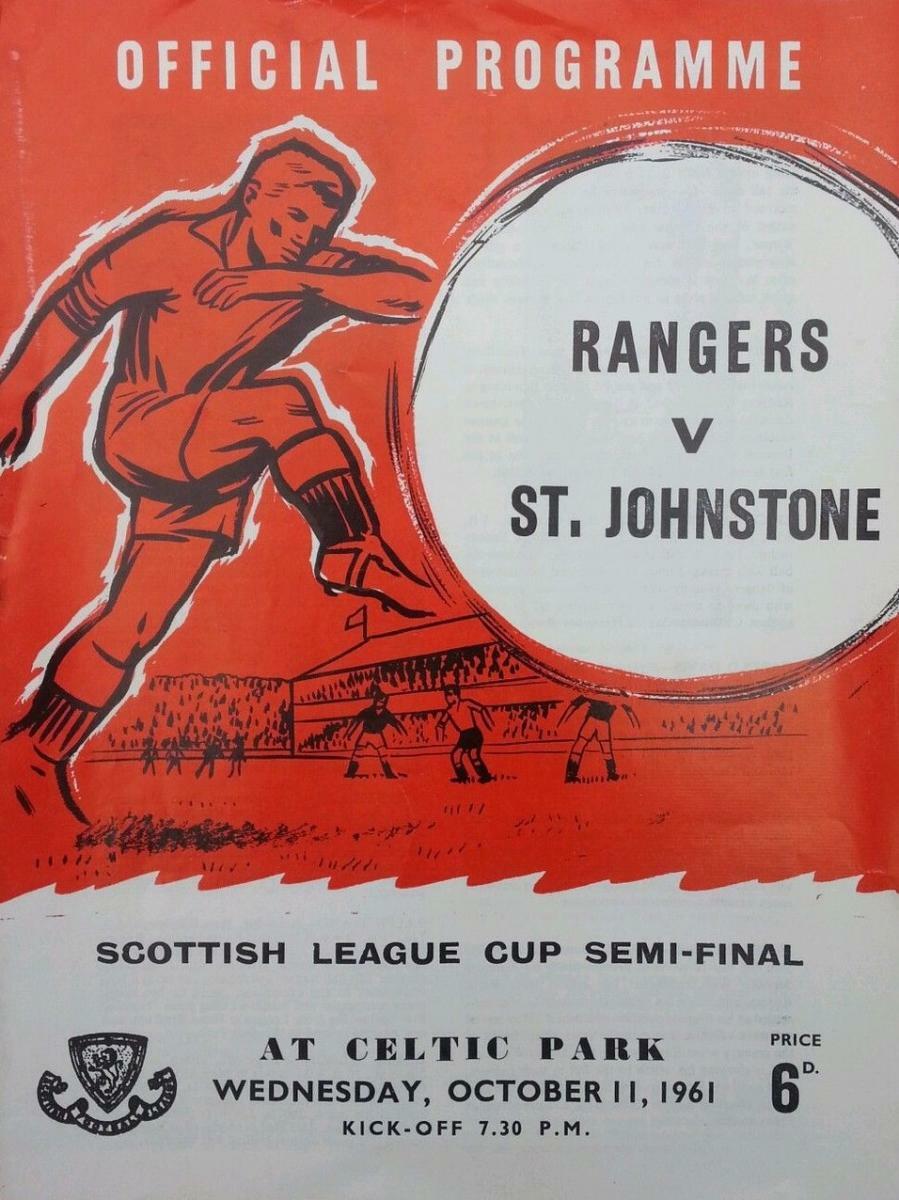 OFFICIAL PROGRAMME
RANGERS
V
ST. JOHNSTONE
SCOTTISH LEAGUE CUP SEMI-FINAL
AT CELTIC PARK
WEDNESDAY, OCTOBER 11, 1961
KICK-OFF 7.30 P.M.
PRICE
6D.